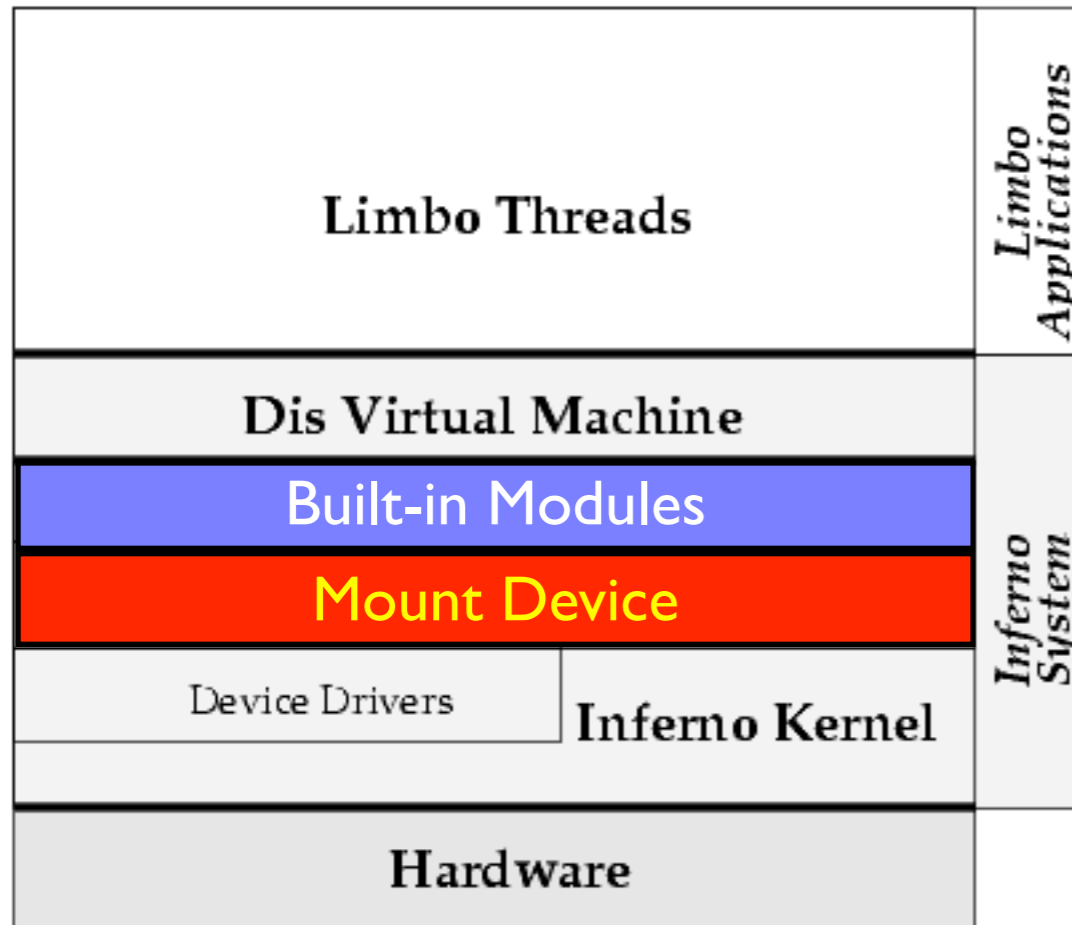 Limbo Threads
Limbo
Applications
Dis Virtual Machine
Built-in Modules
Mount Device
Device Drivers
Inferno Kernel
Inferno
System
Hardware